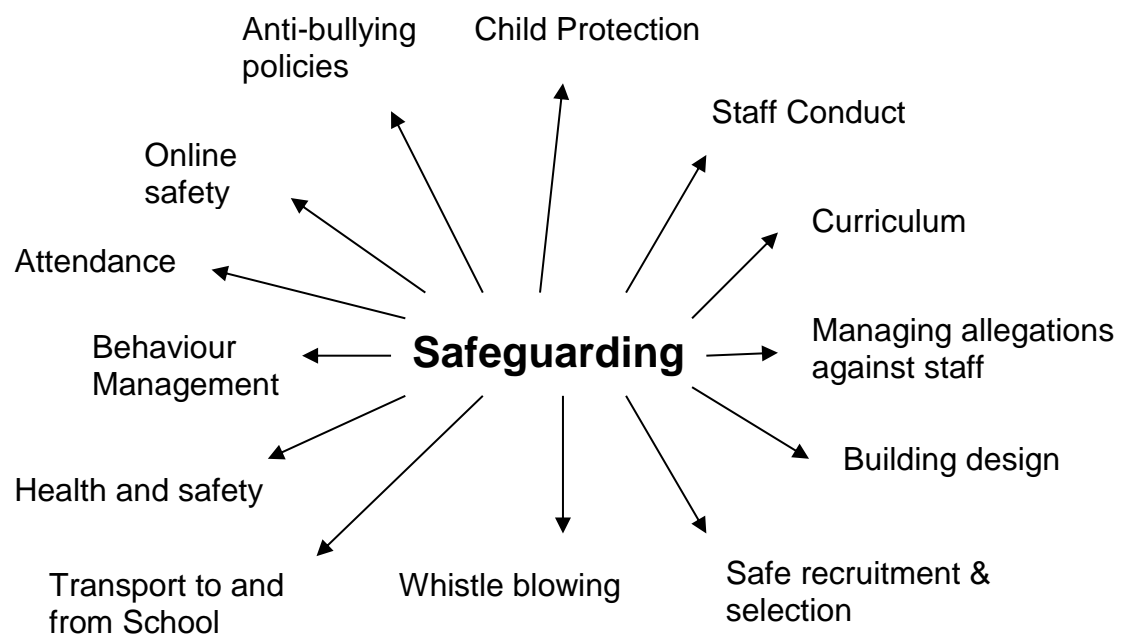 Anti-bullying
policies
Child Protection
Staff Conduct
Online
safety
Curriculum
Attendance
Behaviour
Management
Safeguarding
Managing allegations
against staff
Building design
Health and safety
Transport to and
from School
Whistle blowing
Safe recruitment &
selection